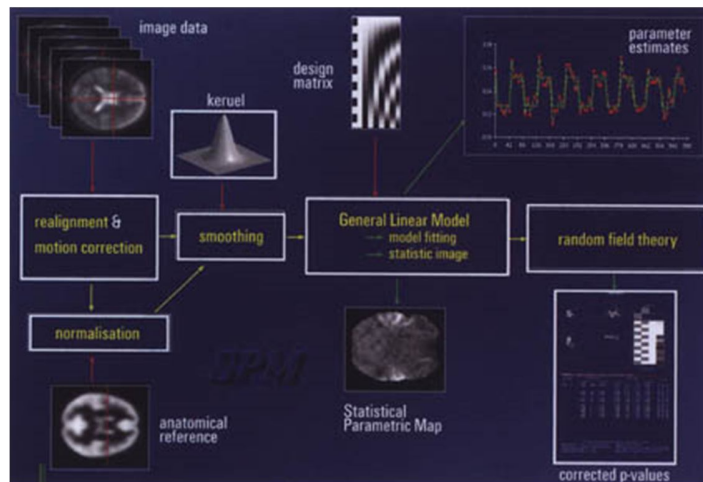 image data
parameter
estimates
design
matrix
keruel
realignment &
motion correction
smoothing
General Linear Model
model fitting
statistic image
random field theory
normalisation
SPM
anatomical
reference
Statistical
Parametric Map
corrected p-values